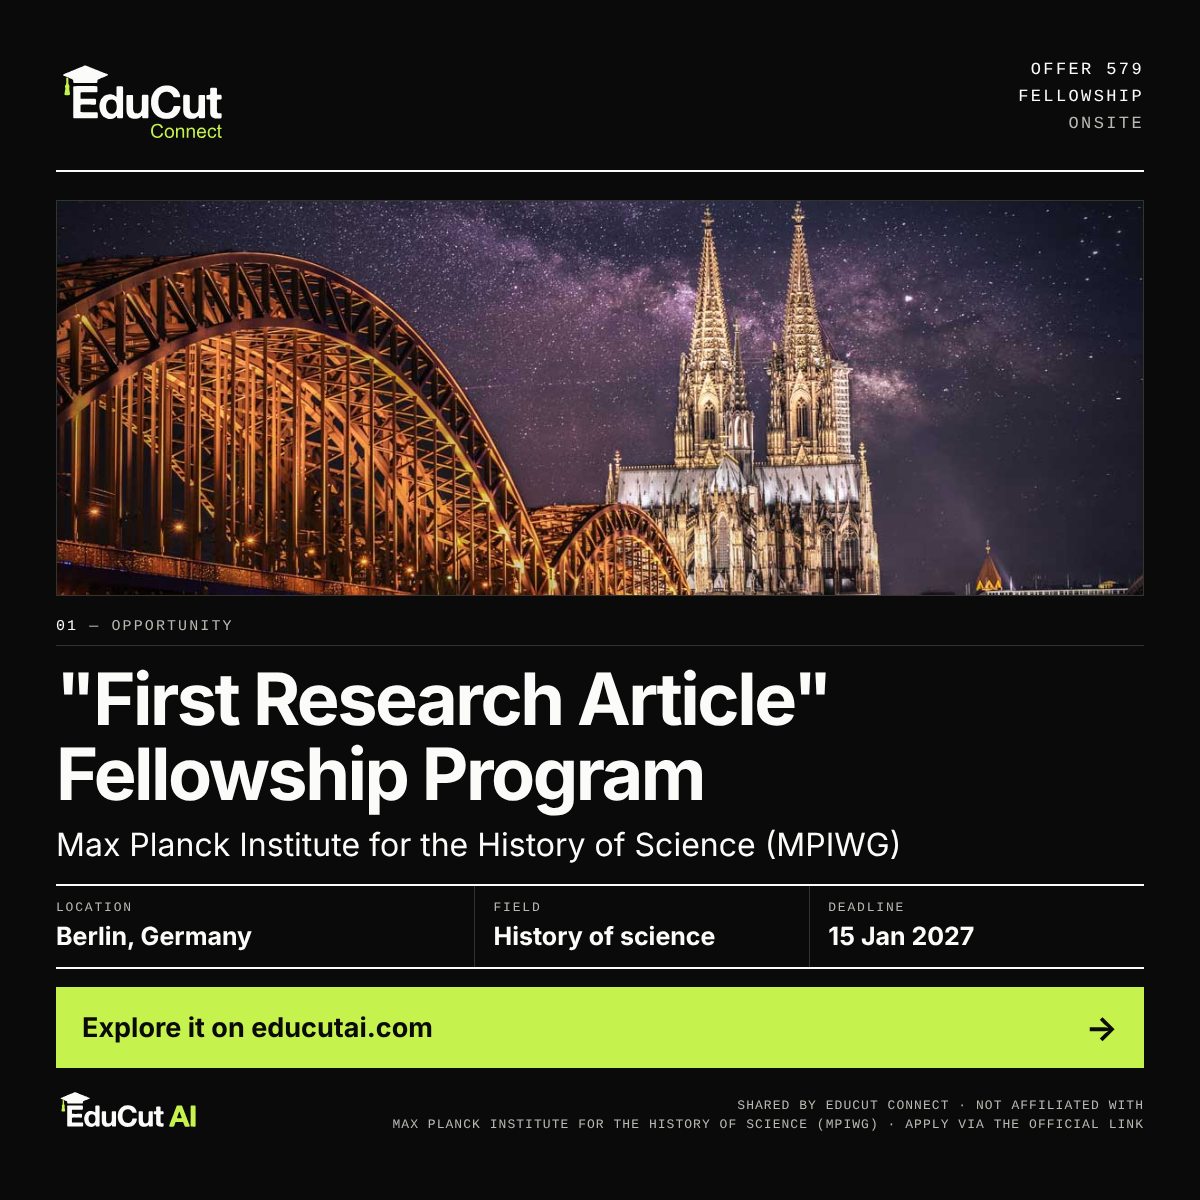 EduCut
Connect
OFFER 579
FELLOWSHIP
ONSITE
01 — OPPORTUNITY
"First Research Article"
Fellowship Program
Max Planck Institute for the History of Science (MPIWG)
LOCATION
Berlin, Germany
FIELD
History of science
DEADLINE
15 Jan 2027
Explore it on educutai.com →
EduCut AI
SHARED BY EDUCUT CONNECT · NOT AFFILIATED WITH
MAX PLANCK INSTITUTE FOR THE HISTORY OF SCIENCE (MPIWG) · APPLY VIA THE OFFICIAL LINK